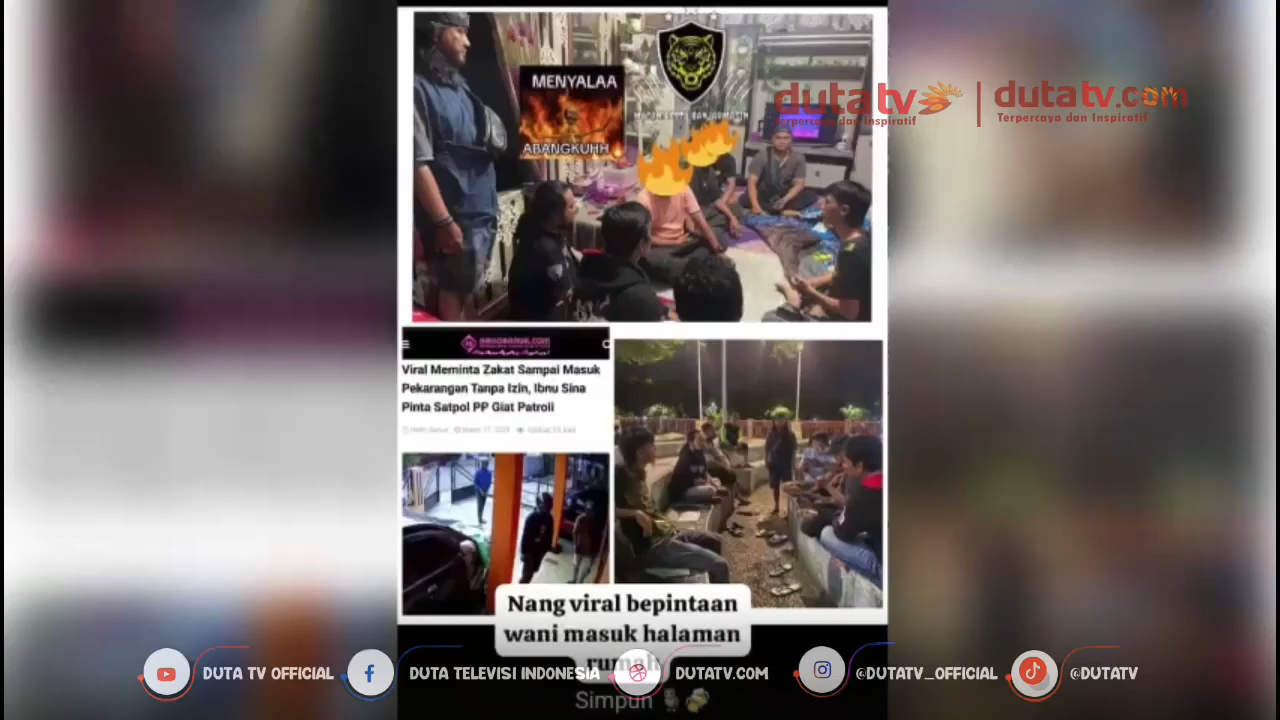 MENYALAA
ABANGKUHH
dutatv
Terpercaya dan Inspiratif
dutatv.com
Terpercaya dan Inspiratif
Viral Meminta Zakat Sampai Masuk
Pekarangan Tanpa Izin, Ibnu Sina
Pinta Satpol PP Giat Patroli
Nang viral bepintaan
wani masuk halaman
rumah
Simpun
DUTA TV OFFICIAL
DUTA TELEVISI INDONESIA
DUTATV.COM
@DUTATV_OFFICIAL
@DUTATV